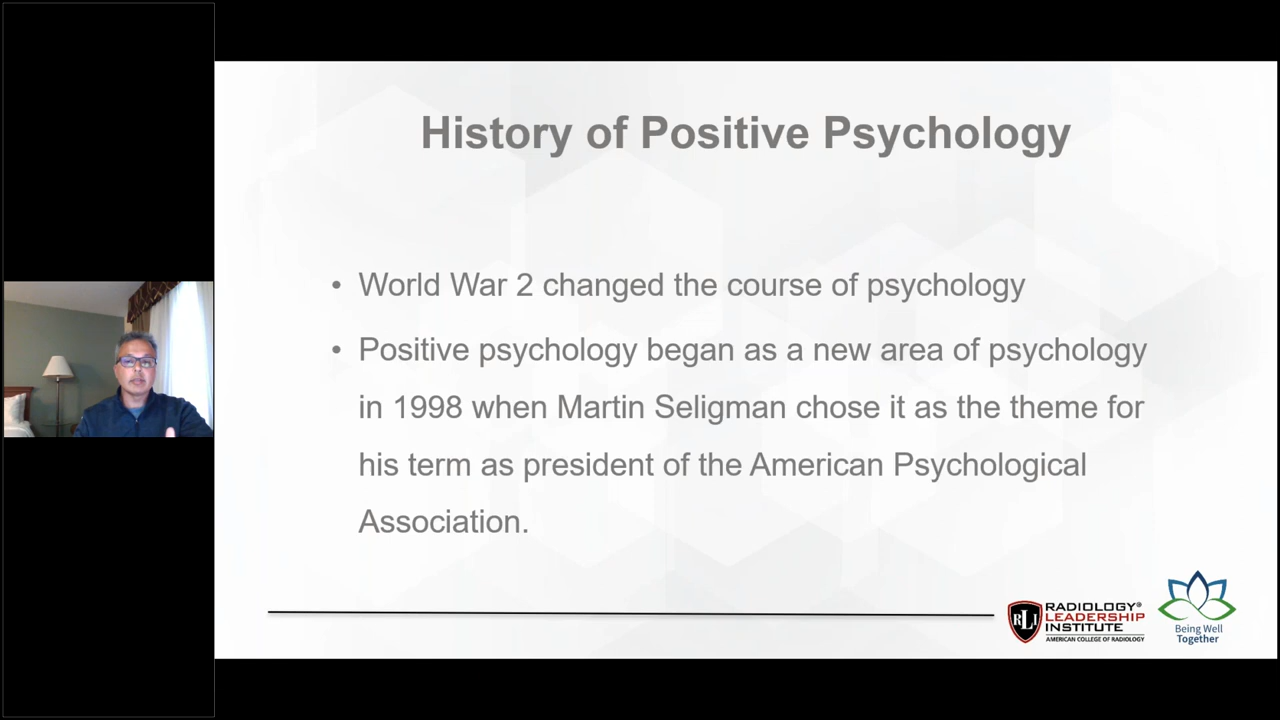 History of Positive Psychology
• World War 2 changed the course of psychology
• Positive psychology began as a new area of psychology
in 1998 when Martin Seligman chose it as the theme for
his term as president of the American Psychological
Association.
RLI
RADIOLOGY®
LEADERSHIP
INSTITUTE
AMERICAN COLLEGE OF RADIOLOGY
Being Well
Together